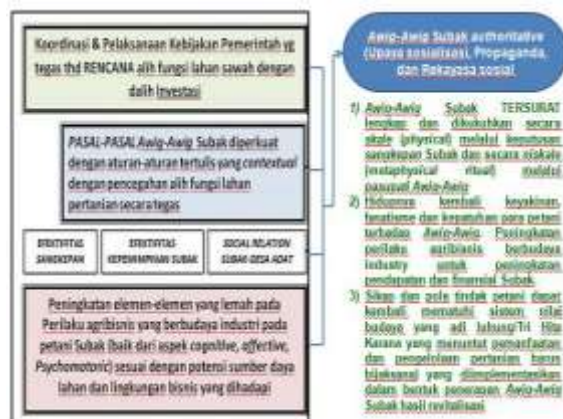 Koordinasi & Pelaksanaan Kebijakan Pemerintah yg
tegas thd RENCANA alih fungsi lahan sawah dengan
dalih Investasi
PASAL-PASAL Awig-Awig Subak diperkuat
dengan aturan-aturan tertulis yang contextual
dengan pencegahan alih fungsi lahan
pertanian secara tegas
EFEKTIFITAS
SANGKEPAN
EFEKTIFITAS
KEPEMIMPINAN SUBAK
SOCIAL RELATION
SUBAK-DESA ADAT
Peningkatan elemen-elemen yang lemah pada
Perilaku agribisnis yang berbudaya industri pada
petani Subak (baik dari aspek cognitive, affective,
Psychomotoric) sesuai dengan potensi sumber daya
lahan dan lingkungan bisnis yang dihadapi
Awig-Awig Subak authoritative
(Upaya sosialisasi, Propaganda,
dan Rekayasa sosial
1) Awig-Awig Subak TERSURAT
lengkap dan dikukuhkan secara
skale (physical) melalui keputusan
sangkepan Subak dan secara niskale
(metaphysical ritual) melalui
pasupati Awig-Awig
2) Hidupnya kembali keyakinan,
fanatisme dan kepatuhan para petani
terhadap Awig-Awig. Peningkatan
perilaku agribisnis berbudaya
industry untuk peningkatan
pendapatan dan finansial Subak.
3) Sikap dan pola tindak petani dapat
kembali mematuhi sistem nilai
budaya yang adi luhung/Tri Hita
Karana yang menuntut pemanfaatan
dan pengelolaan pertanian harus
bijaksana) yang diimplementasikan
dalam bentuk penerapan Awig-Awig
Subak hasil revitalisasi